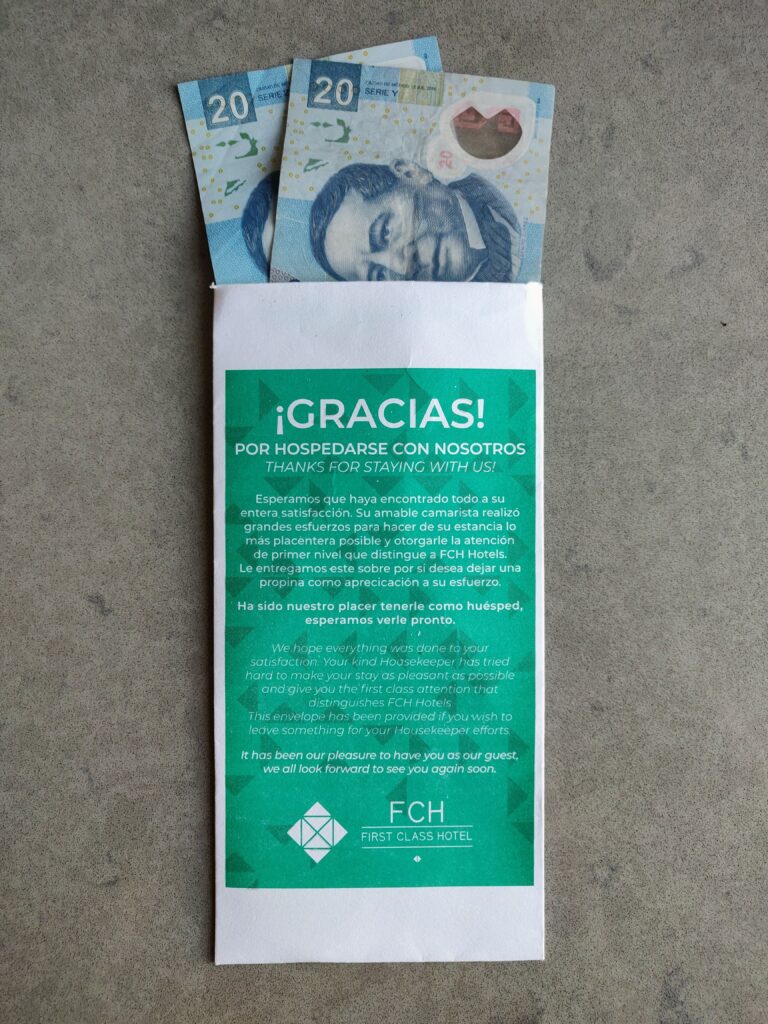 20
SERIE Y
20
SERIE Y
20
¡GRACIAS!
POR HOSPEDARSE CON NOSOTROS
THANKS FOR STAYING WITH US!
Esperamos que haya encontrado todo a su
entera satisfacción. Su amable camarista realizó
grandes esfuerzos para hacer de su estancia lo
más placentera posible y otorgarle la atención
de primer nivel que distingue a FCH Hotels.
Le entregamos este sobre por si desea dejar una
propina como aprecicación a su esfuerzo.
Ha sido nuestro placer tenerle como huésped,
esperamos verle pronto.
We hope everything was done to your
satisfaction. Your kind Housekeeper has tried
hard to make your stay as pleasant as possible
and give you the first class attention that
distinguishes FCH Hotels
This envelope has been provided if you wish to
leave something for your Housekeeper efforts
It has been our pleasure to have you as our guest,
we all look forward to see you again soon.
FCH
FIRST CLASS HOTEL